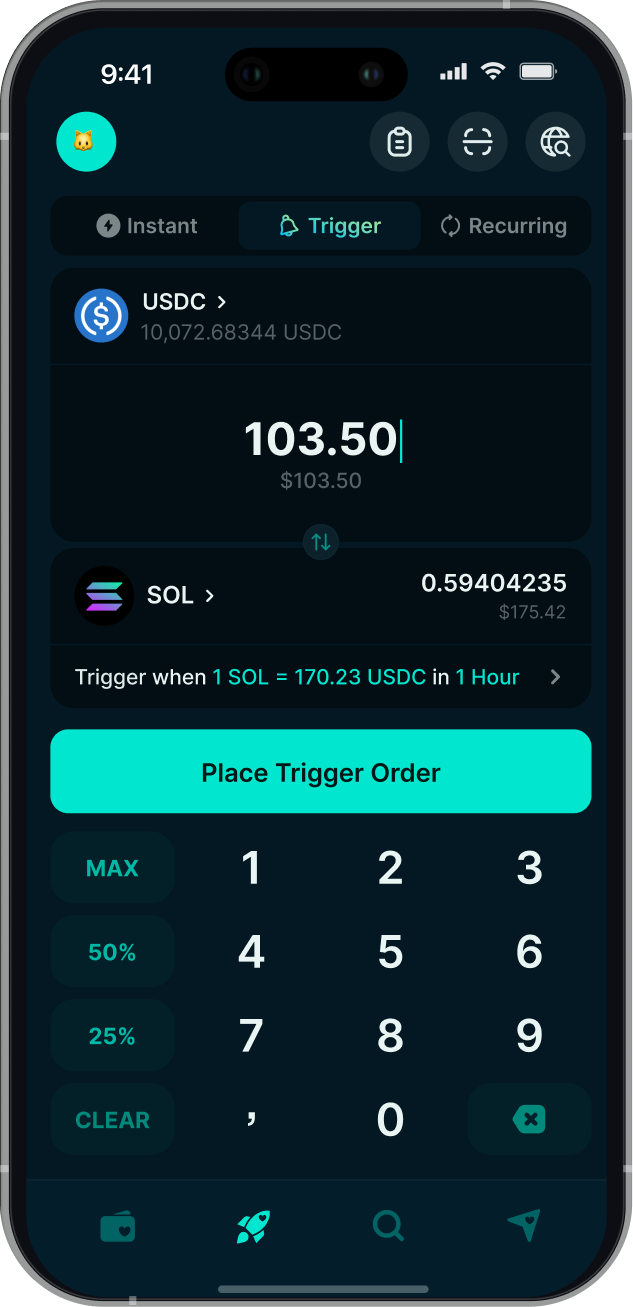 9:41
Instant
Trigger
Recurring
USDC
10,072.68344 USDC
103.50
$103.50
SOL
0.59404235
$175.42
Trigger when 1 SOL = 170.23 USDC in 1 Hour
Place Trigger Order
MAX 1 2 3
50% 4 5 6
25% 7 8 9
CLEAR , 0